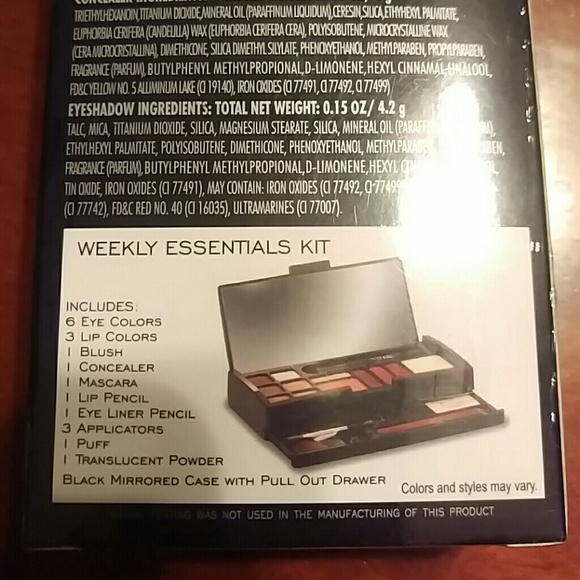 TRIETHYLHEXANOIN, TITANIUM DIOXIDE, MINERAL OIL (PARAFFINUM LIQUIDUM), CERESIN, SILICA, ETHYHEXYL PALMITATE,
EUPHORBIA CERIFERA (CANDELILLA) WAX (EUPHORBIA CERIFERA CERA), POLYISOBUTENE, MICROCRYSTALLINE WAX
(CERA MICROCRISTALLINA), DIMETHICONE, SILICA DIMETHYL SILYLATE, PHENOXYETHANOL, METHYLPARABEN, PROPYLPARABEN,
FRAGRANCE (PARFUM), BUTYLPHENYL METHYLPROPIONAL, D-LIMONENE, HEXYL CINNAMAL, LINALOOL,
FD&C YELLOW NO. 5 ALUMINUM LAKE (CI 19140), IRON OXIDES (CI 77491, CI 77492, CI 77499)
EYESHADOW INGREDIENTS: TOTAL NET WEIGHT: 0.15 OZ/ 4.2 g
TALC, MICA, TITANIUM DIOXIDE, SILICA, MAGNESIUM STEARATE, SILICA, MINERAL OIL
ETHYLHEXYL PALMITATE, POLYISOBUTENE, DIMETHICONE, PHENOXYETHANOL,
FRAGRANCE (PARFUM), BUTYLPHENYL METHYLPROPIONAL, D-LIMONENE, HEXYL
TIN OXIDE, IRON OXIDES (CI 77491), MAY CONTAIN: IRON OXIDES (CI 77492, CI 77499
(CI 77742), FD&C RED NO. 40 (CI 16035), ULTRAMARINES (CI 77007).
WEEKLY ESSENTIALS KIT
INCLUDES:
6 EYE COLORS
3 LIP COLORS
1 BLUSH
1 CONCEALER
1 MASCARA
1 LIP PENCIL
1 EYE LINER PENCIL
3 APPLICATORS
1 PUFF
1 TRANSLUCENT POWDER
BLACK MIRRORED CASE WITH PULL OUT DRAWER
Colors and styles may vary.
TESTING WAS NOT USED IN THE MANUFACTURING OF THIS PRODUCT